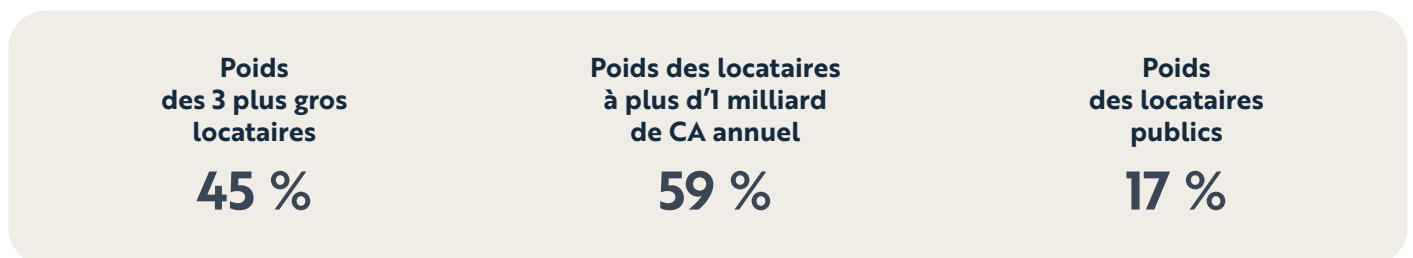 Poids
des 3 plus gros
locataires
45 %
Poids des locataires
à plus d’1 milliard
de CA annuel
59 %
Poids
des locataires
publics
17 %